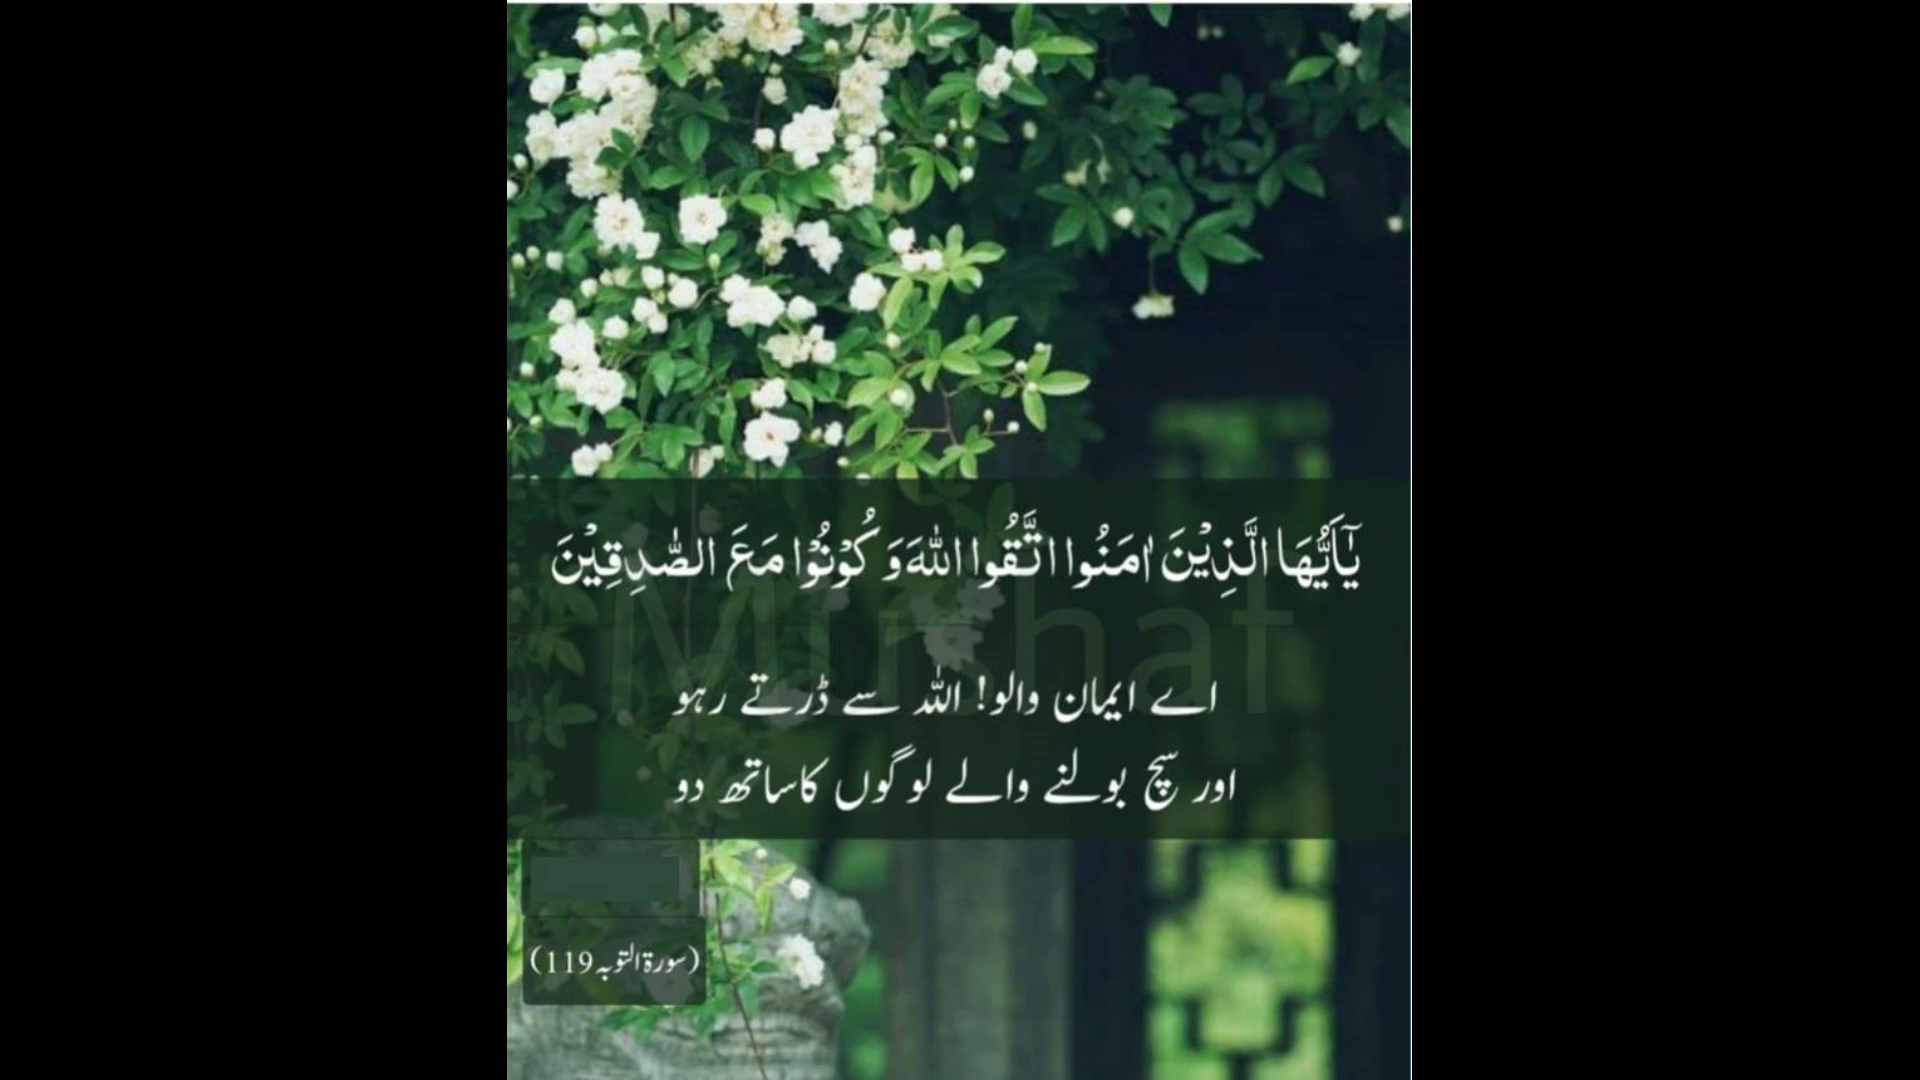 يٰٓاَيُّهَا الَّذِيْنَ اٰمَنُوا اتَّقُوا اللّٰهَ وَ كُوْنُوْا مَعَ الصّٰدِقِيْنَ
Mushaf
اے ایمان والو! اللہ سے ڈرتے رہو
اور سچ بولنے والے لوگوں کا ساتھ دو
(سورۃ التوبہ 119)